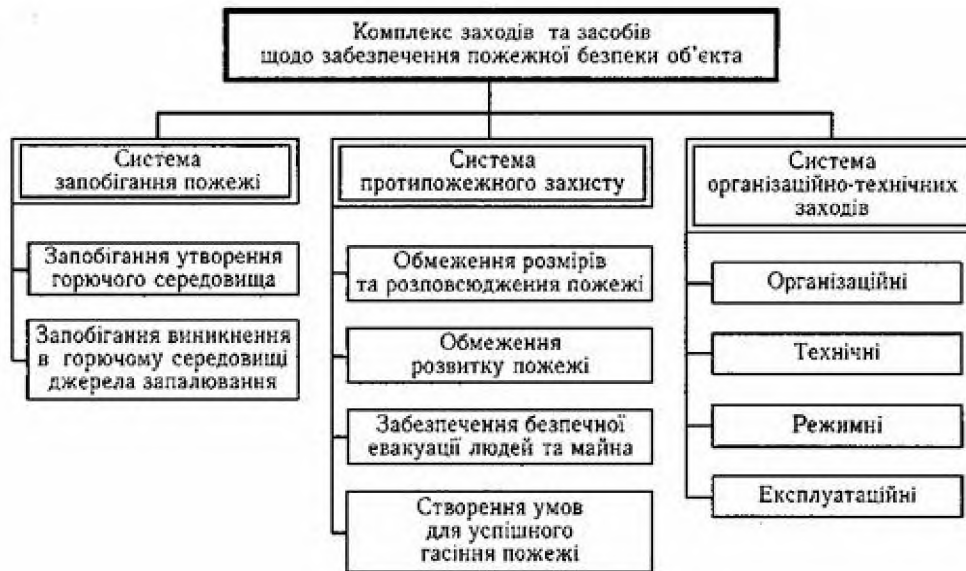 Комплекс заходів та засобів
щодо забезпечення пожежної безпеки об'єкта
Система
запобігання пожежі
Запобігання утворення
горючого середовища
Запобігання виникнення
в горючому середовищі
джерела запалювання
Система
протипожежного захисту
Обмеження розмірів
та розповсюдження пожежі
Обмеження
розвитку пожежі
Забезпечення безпечної
евакуації людей та майна
Створення умов
для успішного
гасіння пожежі
Система
організаційно-технічних
заходів
Організаційні
Технічні
Режимні
Експлуатаційні